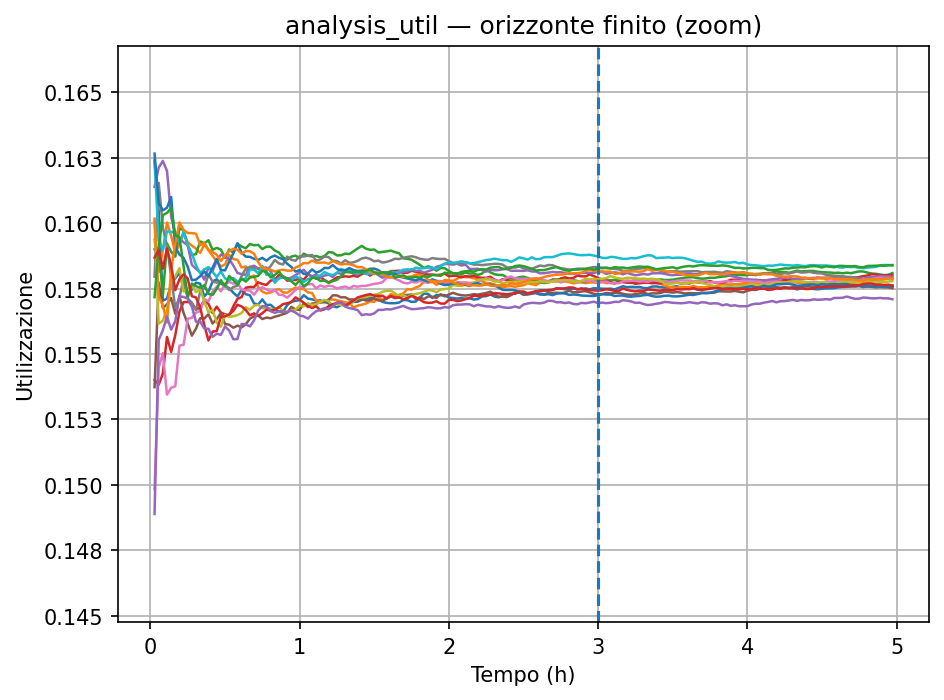 analysis_util — orizzonte finito (zoom)
Utilizzazione
0.165
0.163
0.160
0.158
0.155
0.153
0.150
0.148
0.145
0 1 2 3 4 5
Tempo (h)